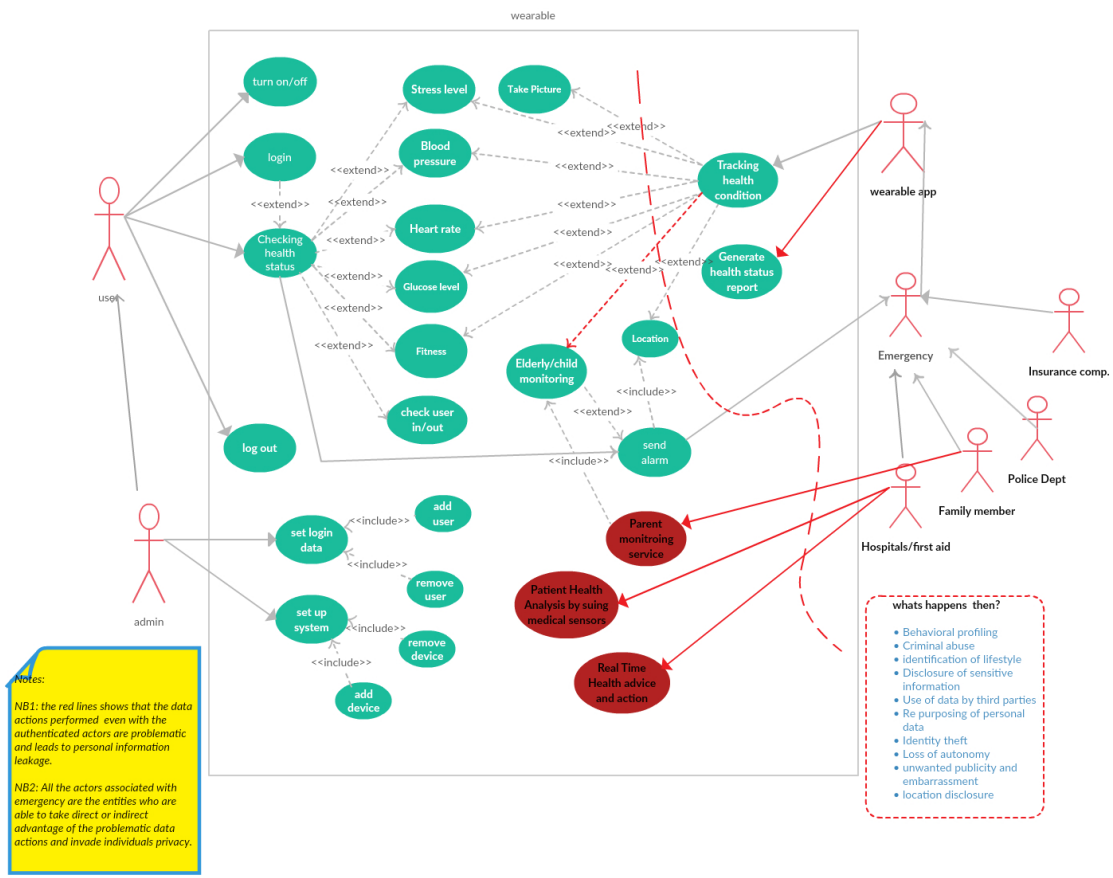 wearable
turn on/off
Stress level
Take Picture
<<extend>>
<<extend>>
login
Blood
pressure
<<extend>>
<<extend>>
Tracking
health
condition
wearable app
<<extend>>
<<extend>>
<<extend>>
Checking
health
status
Heart rate
<<extend>>
<<extend>>
Generate
health status
report
<<extend>>
<<extend>>
<<extend>>
<<extend>>
Glucose level
user
<<extend>>
<<extend>>
Fitness
Location
Elderly/child
monitoring
Emergency
Insurance comp.
<<include>>
<<extend>>
check user
in/out
log out
send
alarm
<<include>>
Police Dept
Family member
Hospitals/first aid
add
user
<<include>>
set login
data
<<include>>
remove
user
Parent
monitroing
service
Patient Health
Analysis by suing
medical sensors
admin
set up
system
<<include>>
remove
device
<<include>>
add
device
Real Time
Health advice
and action
whats happens then?
• Behavioral profiling
• Criminal abuse
• identification of lifestyle
• Disclosure of sensitive
information
• Use of data by third parties
• Re purposing of personal
data
• Identity theft
• Loss of autonomy
• unwanted publicity and
embarrassment
• location disclosure
Notes:
NB1: the red lines shows that the data
actions performed even with the
authenticated actors are problematic
and leads to personal information
leakage.
NB2: All the actors associated with
emergency are the entities who are
able to take direct or indirect
advantage of the problematic data
actions and invade individuals privacy.